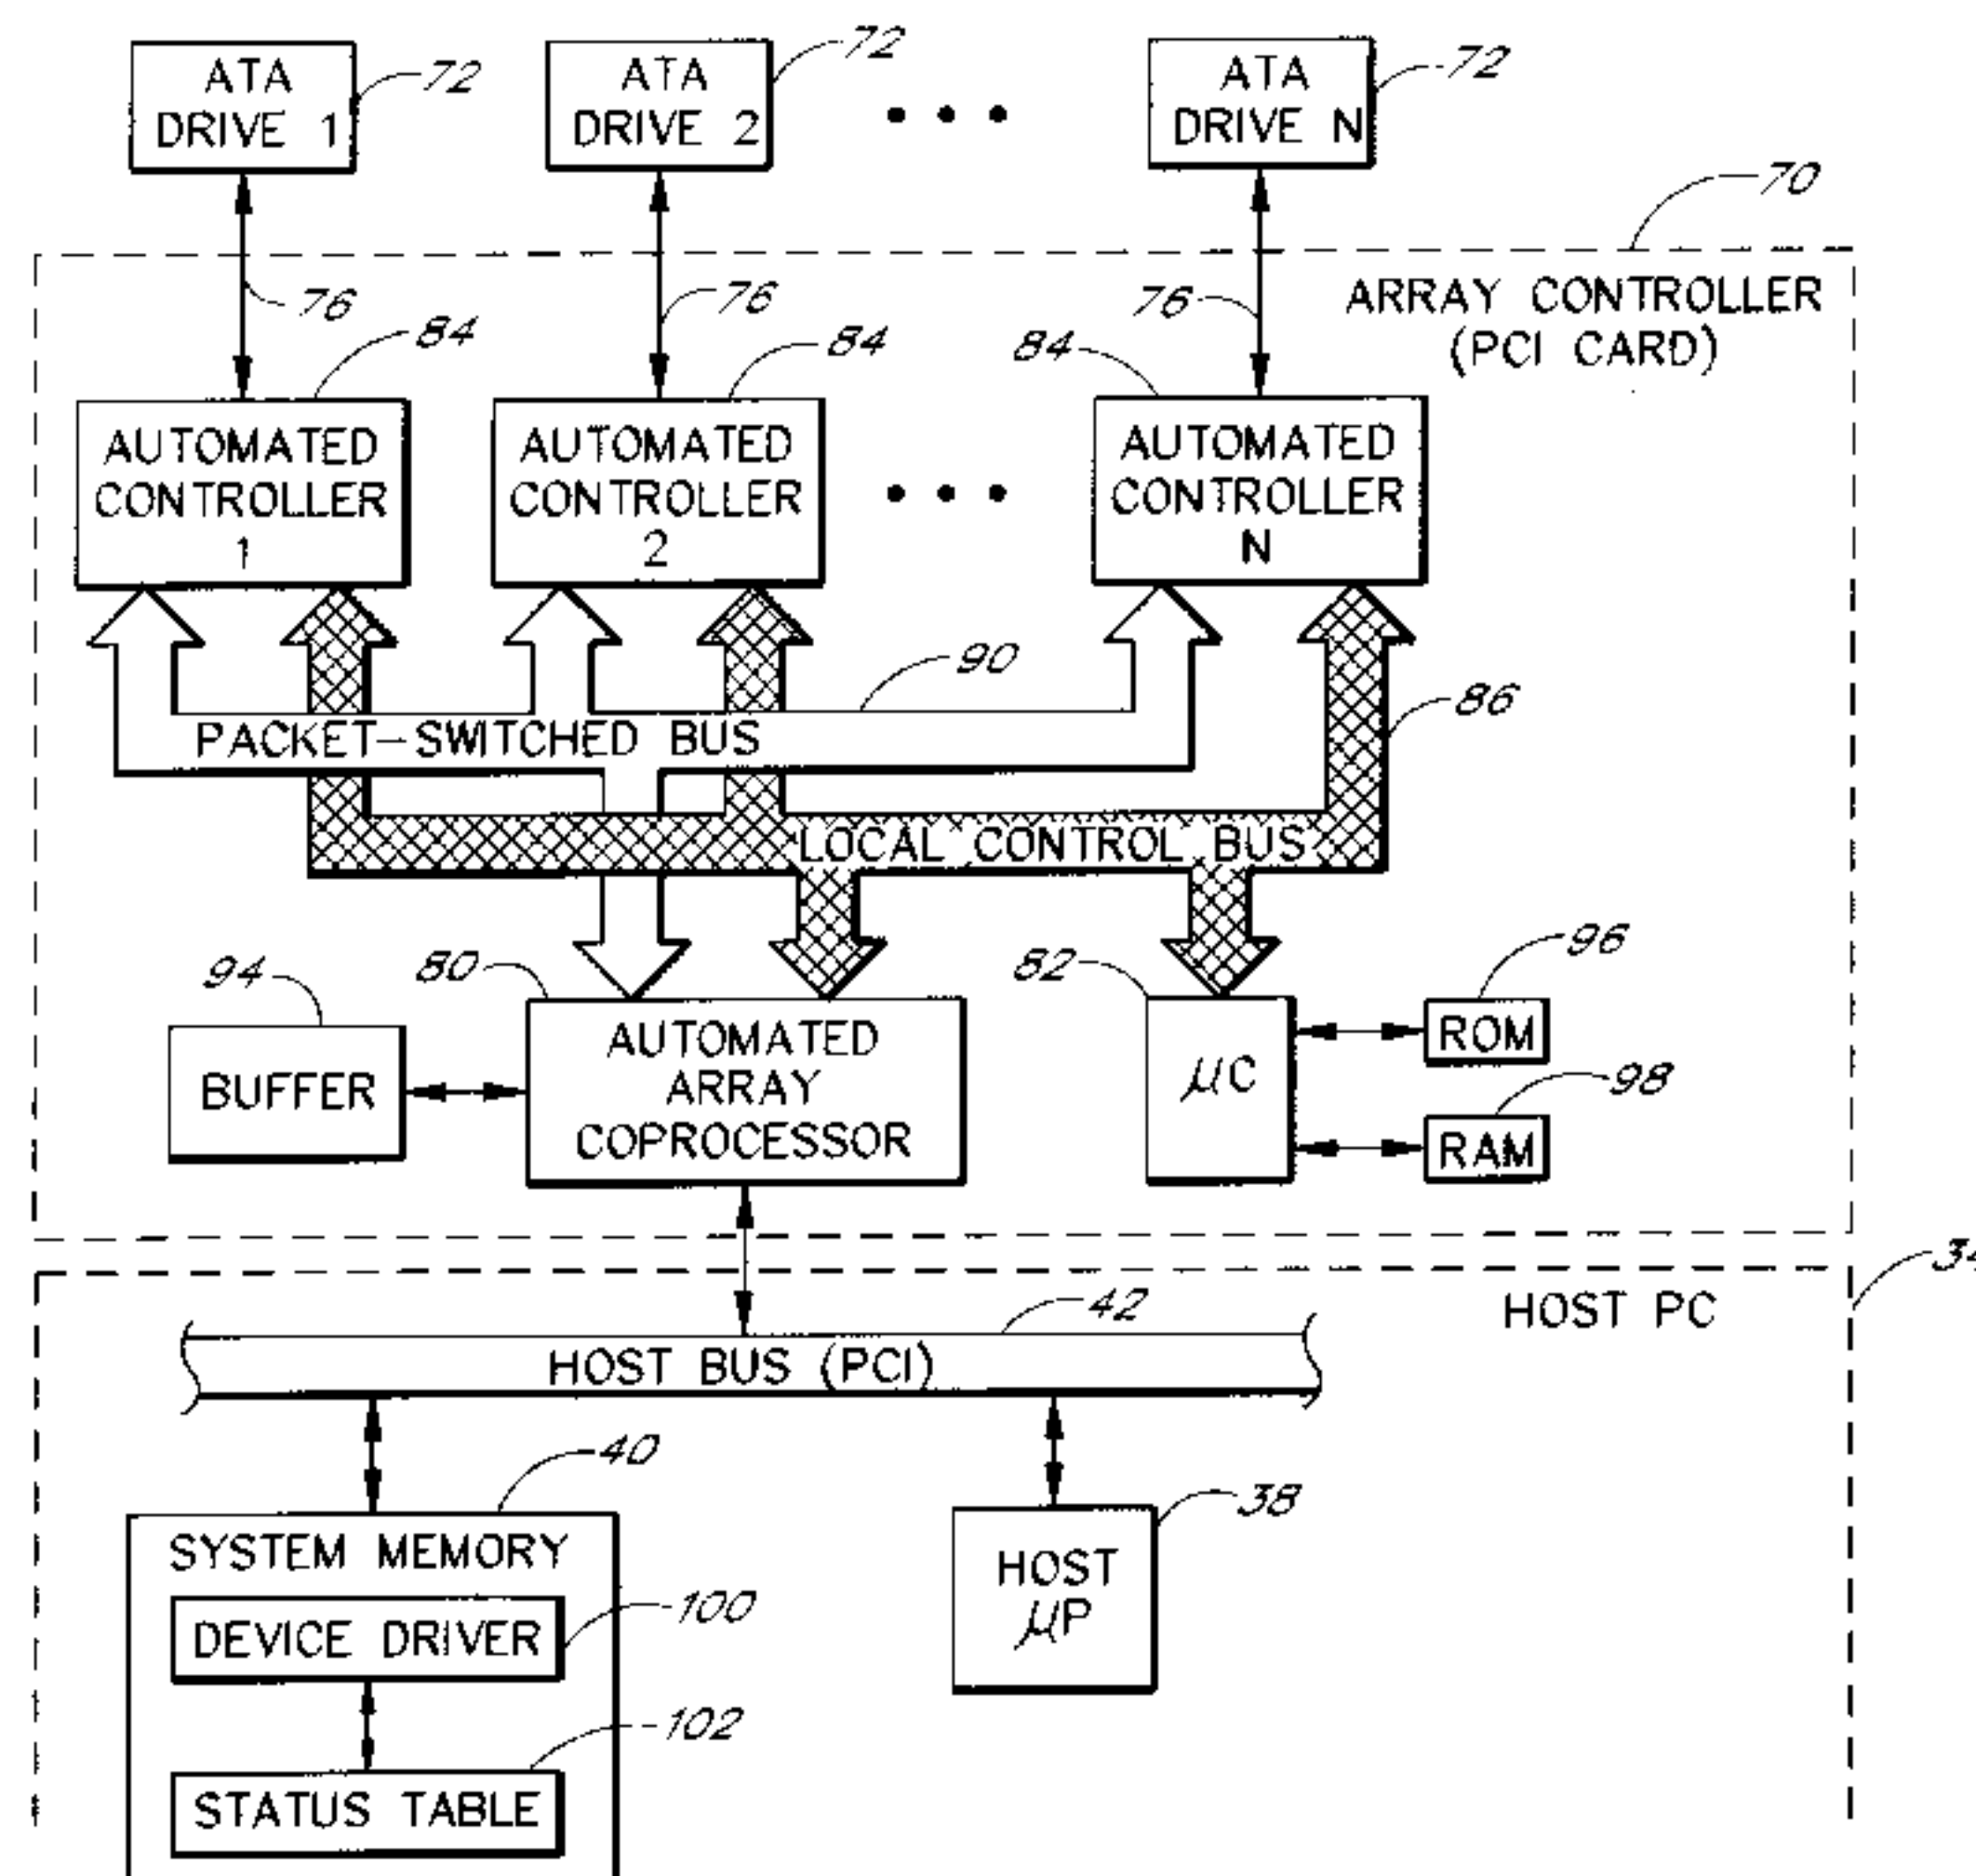 ATA
DRIVE 1
72
ATA
DRIVE 2
72
ATA
DRIVE N
72
70
ARRAY CONTROLLER
(PCI CARD)
76
76
76
84
84
84
AUTOMATED
CONTROLLER
1
AUTOMATED
CONTROLLER
2
AUTOMATED
CONTROLLER
N
90
86
PACKET-SWITCHED BUS
LOCAL CONTROL BUS
94
80
82
96
BUFFER
AUTOMATED
ARRAY
COPROCESSOR
μC
ROM
98
RAM
34
HOST PC
42
HOST BUS (PCI)
40
38
SYSTEM MEMORY
HOST
μP
100
DEVICE DRIVER
102
STATUS TABLE